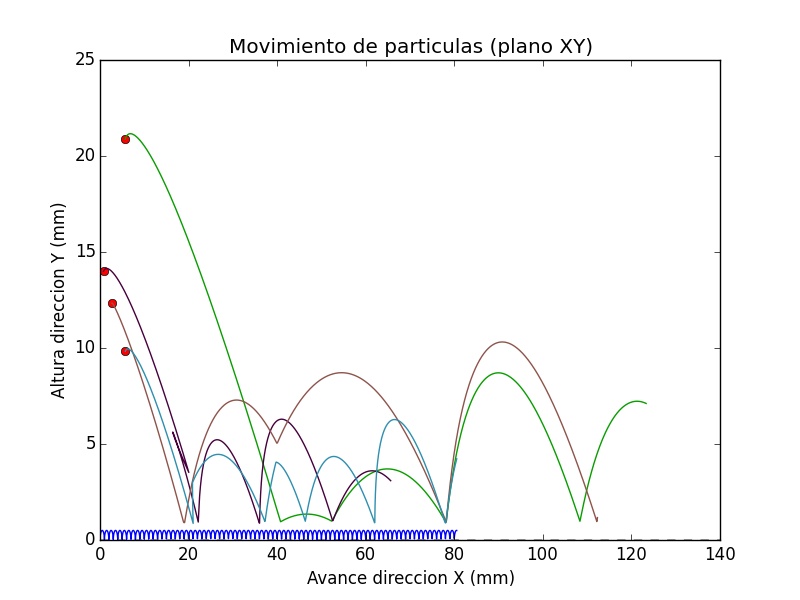 Movimiento de particulas (plano XY)
25
20
15
10
5
0
Altura direccion Y (mm)
0 20 40 60 80 100 120 140
Avance direccion X (mm)